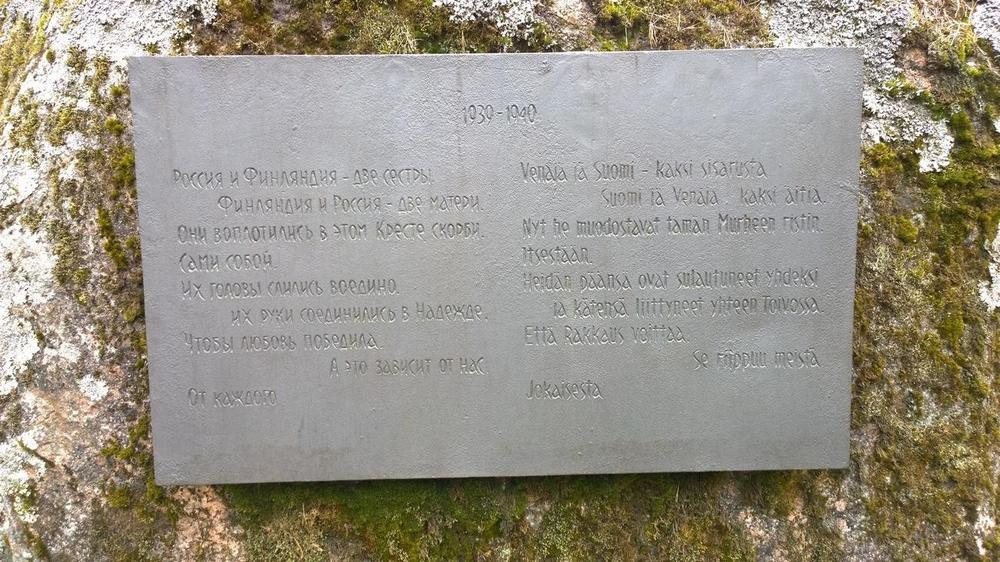 1939-1940
Россия и Финляндия - две сестры.
Финляндия и Россия - две матери.
Они воплотились в этом Кресте скорби.
Сами собой.
Их головы слились воедино.
их руки соединились в Надежде.
Чтобы любовь победила.
А это зависит от нас.
От каждого
Venäjä jä Suomi - kaksi sisarusta
Suomi jä Venäjä - kaksi äitiä.
Nyt he muodostavat tämän Murheen ristin.
Itsestään.
Heidän päänsä ovat sulautuneet yhdeksi
jä kätensä liittyneet yhteen Toivossa.
Että Rakkaus voittaa.
Se riippuu meistä
Jokaisesta